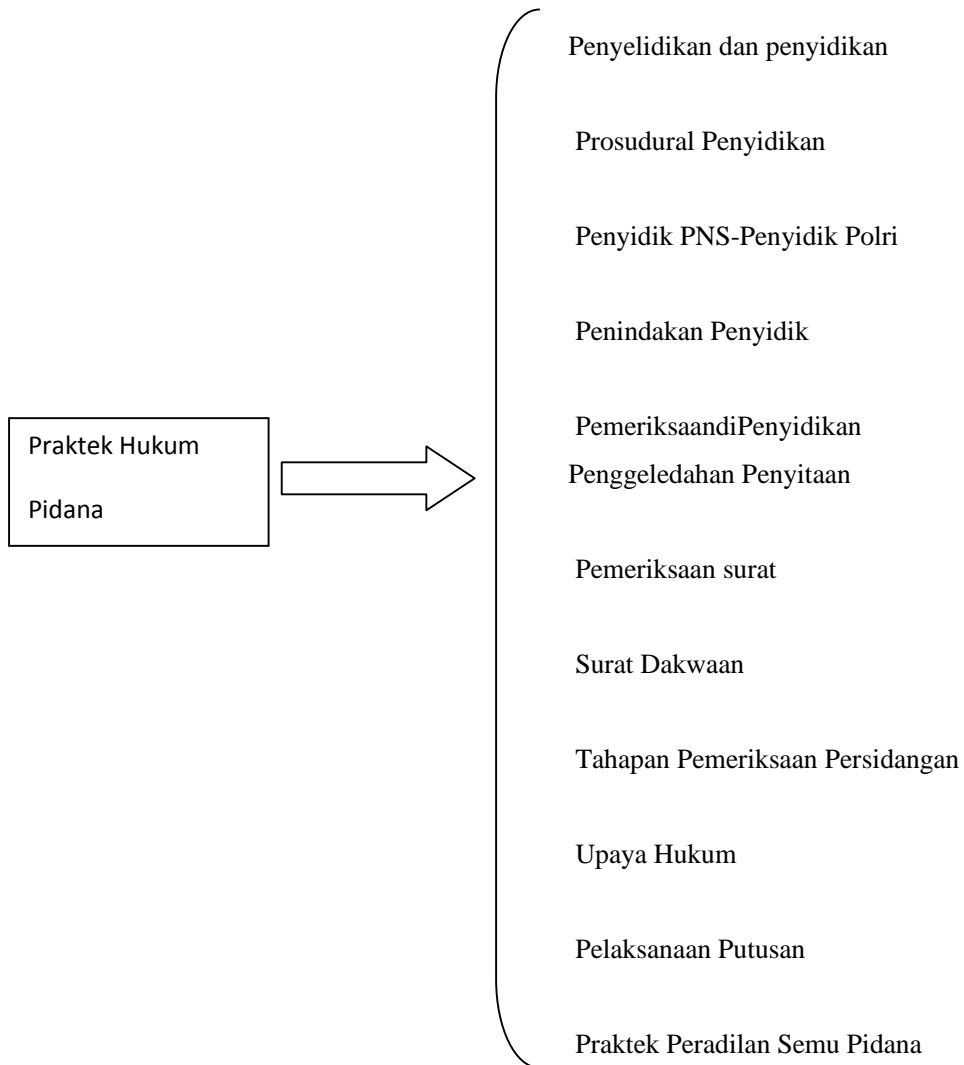 Penyelidikan dan penyidikan
Prosudural Penyidikan
Penyidik PNS-Penyidik Polri
Penindakan Penyidik
PemeriksaandiPenyidikan
Penggeledahan Penyitaan
Pemeriksaan surat
Surat Dakwaan
Tahapan Pemeriksaan Persidangan
Upaya Hukum
Pelaksanaan Putusan
Praktek Peradilan Semu Pidana
Praktek Hukum
Pidana